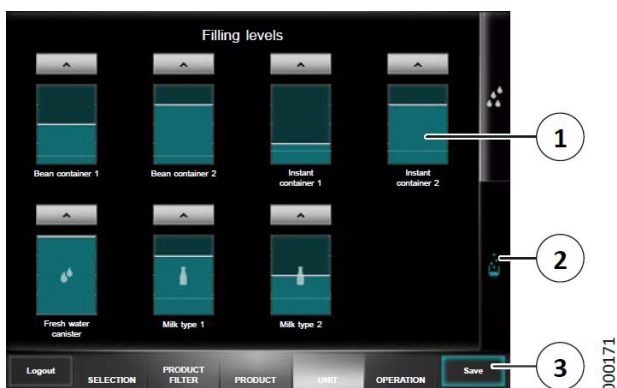 Filling levels
Bean container 1
Bean container 2
Instant
container 1
Instant
container 2
1
2
Fresh water
canister
Milk type 1
Milk type 2
Logout
SELECTION
PRODUCT
FILTER
PRODUCT
UNIT
OPERATION
Save
3
000171